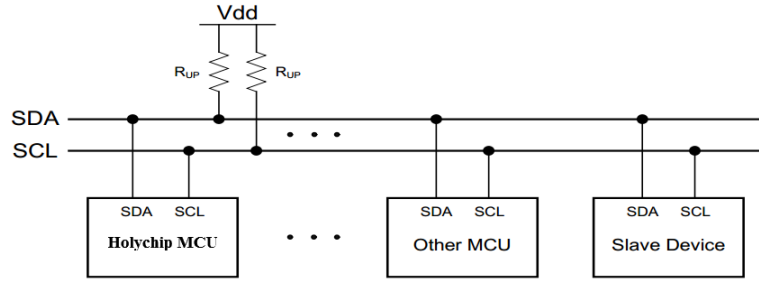 Vdd
RUP RUP
SDA
SCL
SDA SCL SDA SCL SDA SCL
Holychip MCU Other MCU Slave Device